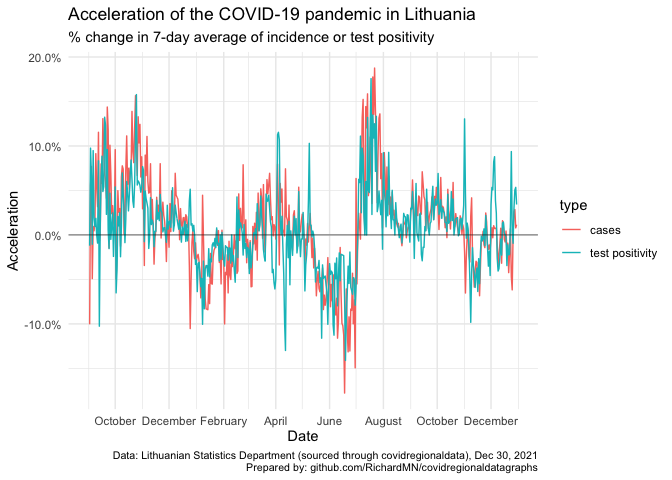 Acceleration of the COVID-19 pandemic in Lithuania
% change in 7-day average of incidence or test positivity
20.0%
10.0%
0.0%
-10.0%
Acceleration
October December February April June August October December
Date
type
cases
test positivity
Data: Lithuanian Statistics Department (sourced through covidregionaldata), Dec 30, 2021
Prepared by: github.com/RichardMN/covidregionaldatagraphs